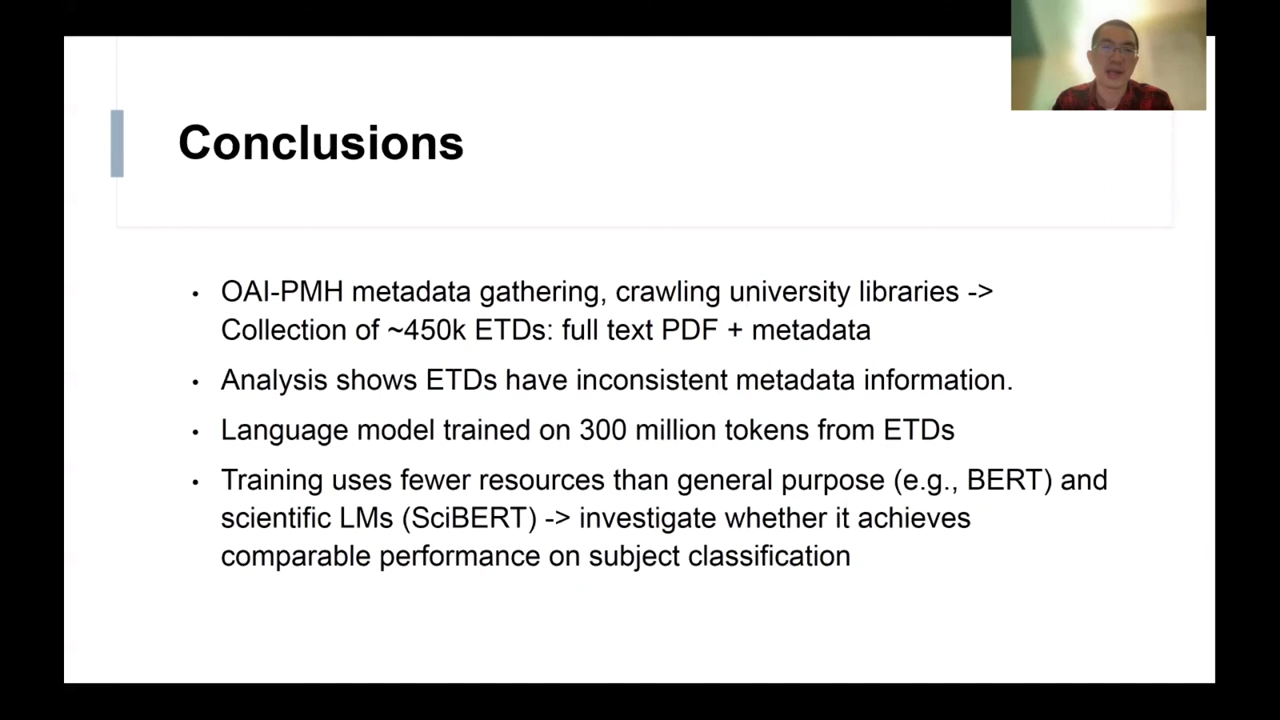 Conclusions
• OAI-PMH metadata gathering, crawling university libraries ->
Collection of ~450k ETDs: full text PDF + metadata
• Analysis shows ETDs have inconsistent metadata information.
• Language model trained on 300 million tokens from ETDs
• Training uses fewer resources than general purpose (e.g., BERT) and
scientific LMs (SciBERT) -> investigate whether it achieves
comparable performance on subject classification